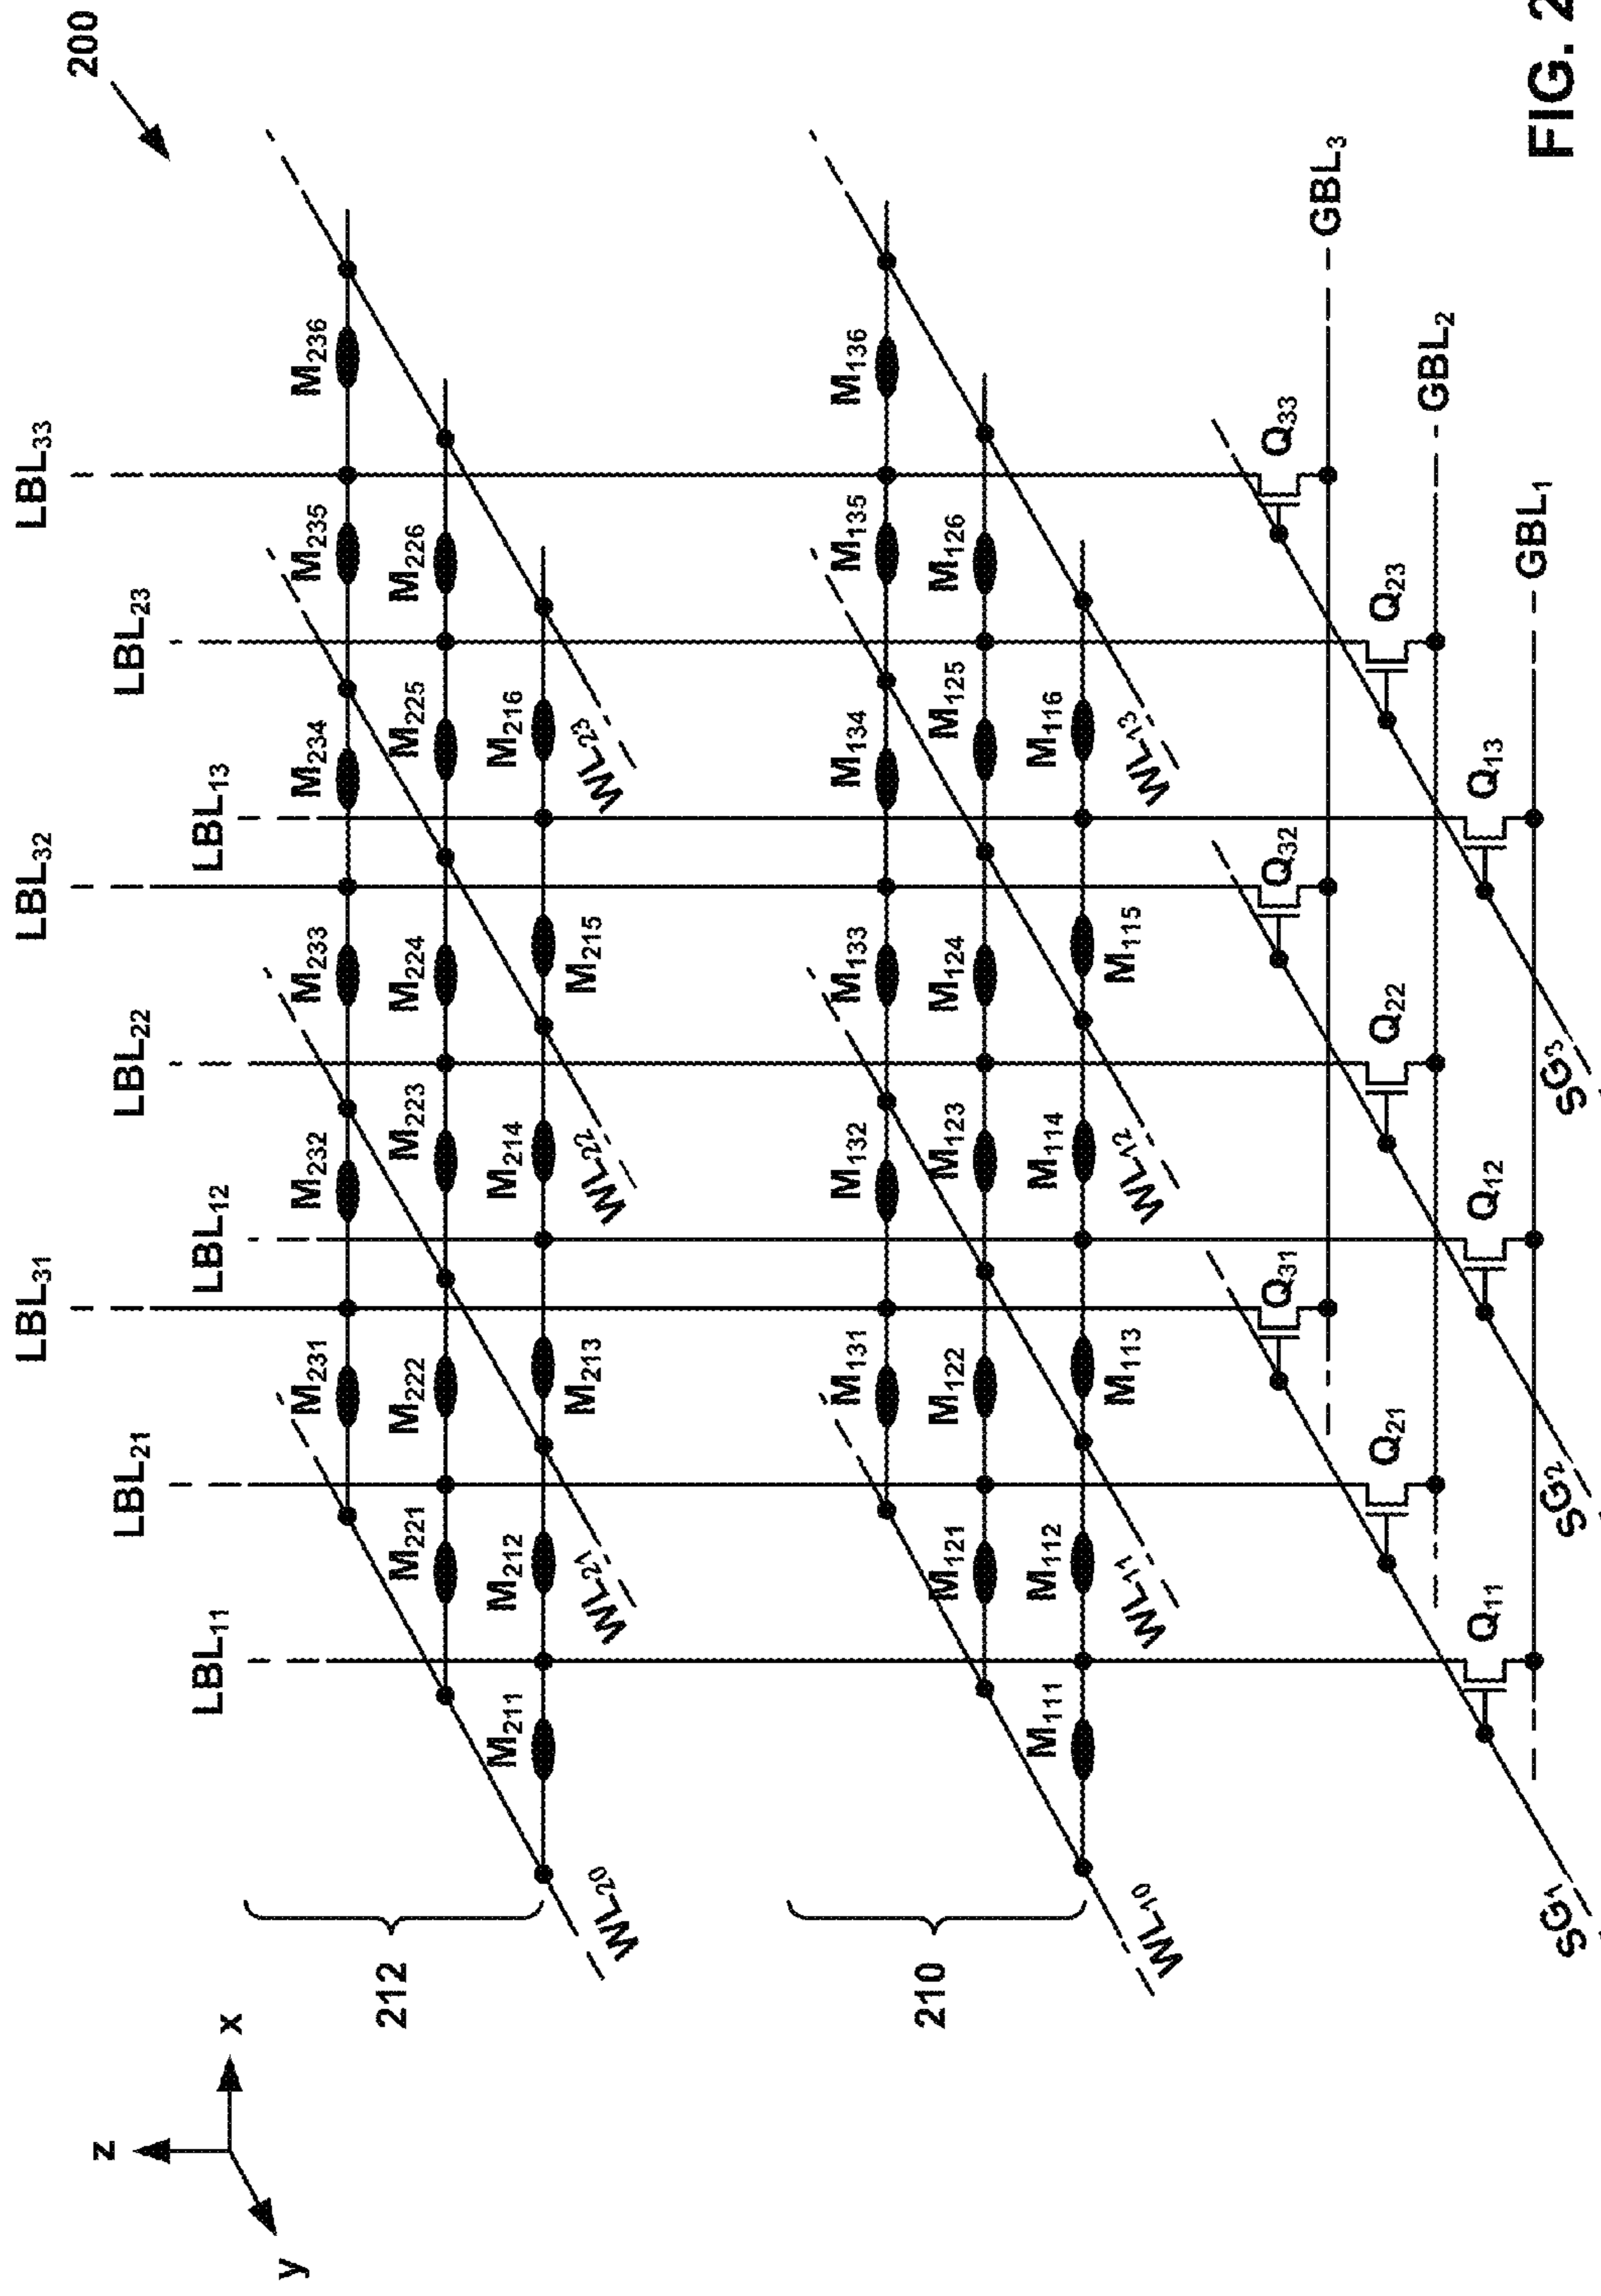 200
LBL31 LBL32 LBL33
LBL21 LBL22 LBL23
LBL11 LBL12 LBL13
z
x
y
212
M231 M232 M233 M234 M235 M236
M221 M222 M223 M224 M225 M226
M211 M212 M213 M214 M215 M216
WL20 WL21 WL22 WL23
210
M131 M132 M133 M134 M135 M136
M121 M122 M123 M124 M125 M126
M111 M112 M113 M114 M115 M116
WL10 WL11 WL12 WL13
Q31 Q32 Q33
GBL3
Q21 Q22 Q23
GBL2
Q11 Q12 Q13
GBL1
SG1 SG2 SG3
FIG. 2